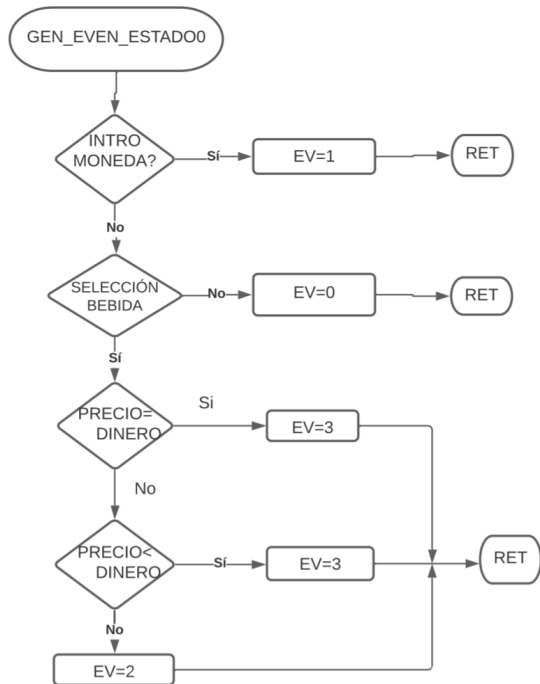 GEN_EVEN_ESTADO0
INTRO
MONEDA?
Sí
EV=1
RET
No
SELECCIÓN
BEBIDA
No
EV=0
RET
Sí
PRECIO=
DINERO
Si
EV=3
No
PRECIO<
DINERO
Sí
EV=3
RET
No
EV=2